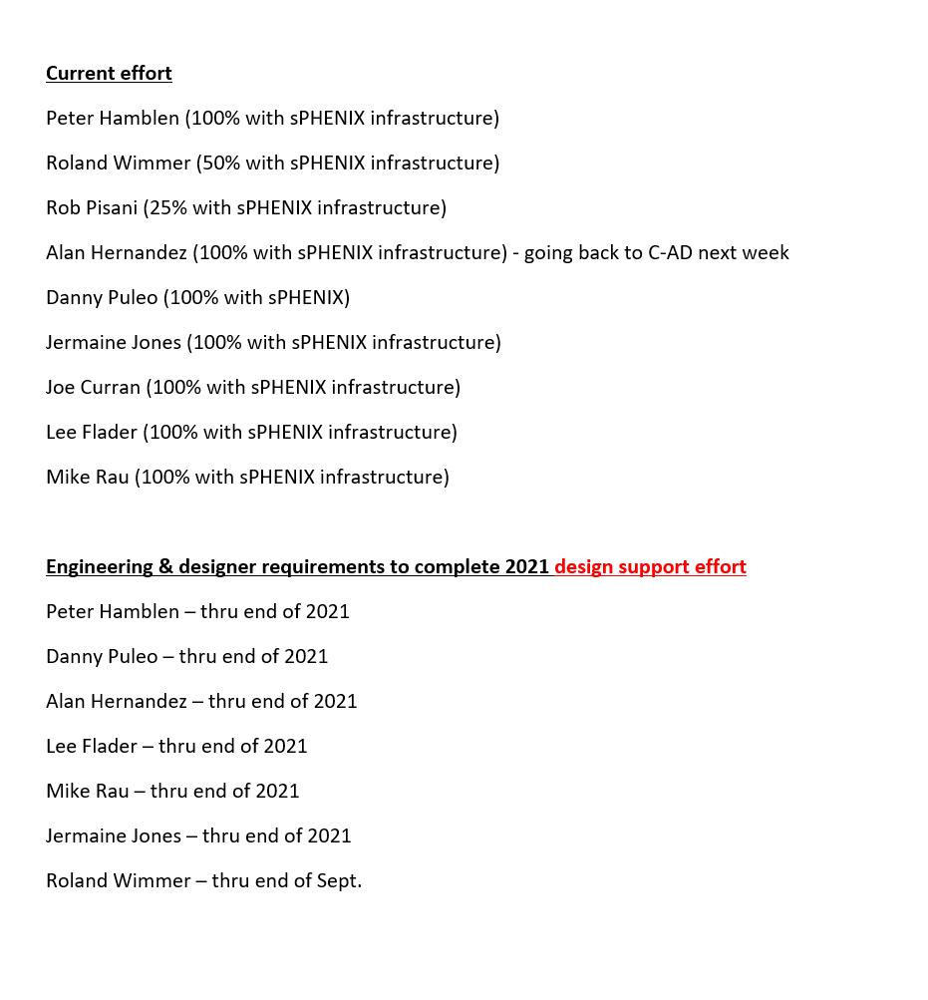 Current effort
Peter Hamblen (100% with sPHENIX infrastructure)
Roland Wimmer (50% with sPHENIX infrastructure)
Rob Pisani (25% with sPHENIX infrastructure)
Alan Hernandez (100% with sPHENIX infrastructure) - going back to C-AD next week
Danny Puleo (100% with sPHENIX)
Jermaine Jones (100% with sPHENIX infrastructure)
Joe Curran (100% with sPHENIX infrastructure)
Lee Flader (100% with sPHENIX infrastructure)
Mike Rau (100% with sPHENIX infrastructure)
Engineering & designer requirements to complete 2021 design support effort
Peter Hamblen – thru end of 2021
Danny Puleo – thru end of 2021
Alan Hernandez – thru end of 2021
Lee Flader – thru end of 2021
Mike Rau – thru end of 2021
Jermaine Jones – thru end of 2021
Roland Wimmer – thru end of Sept.